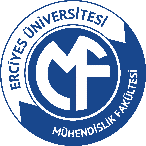 ERCİYES ÜNİVERSİTESİ
MF
MÜHENDİSLİK FAKÜLTESİ